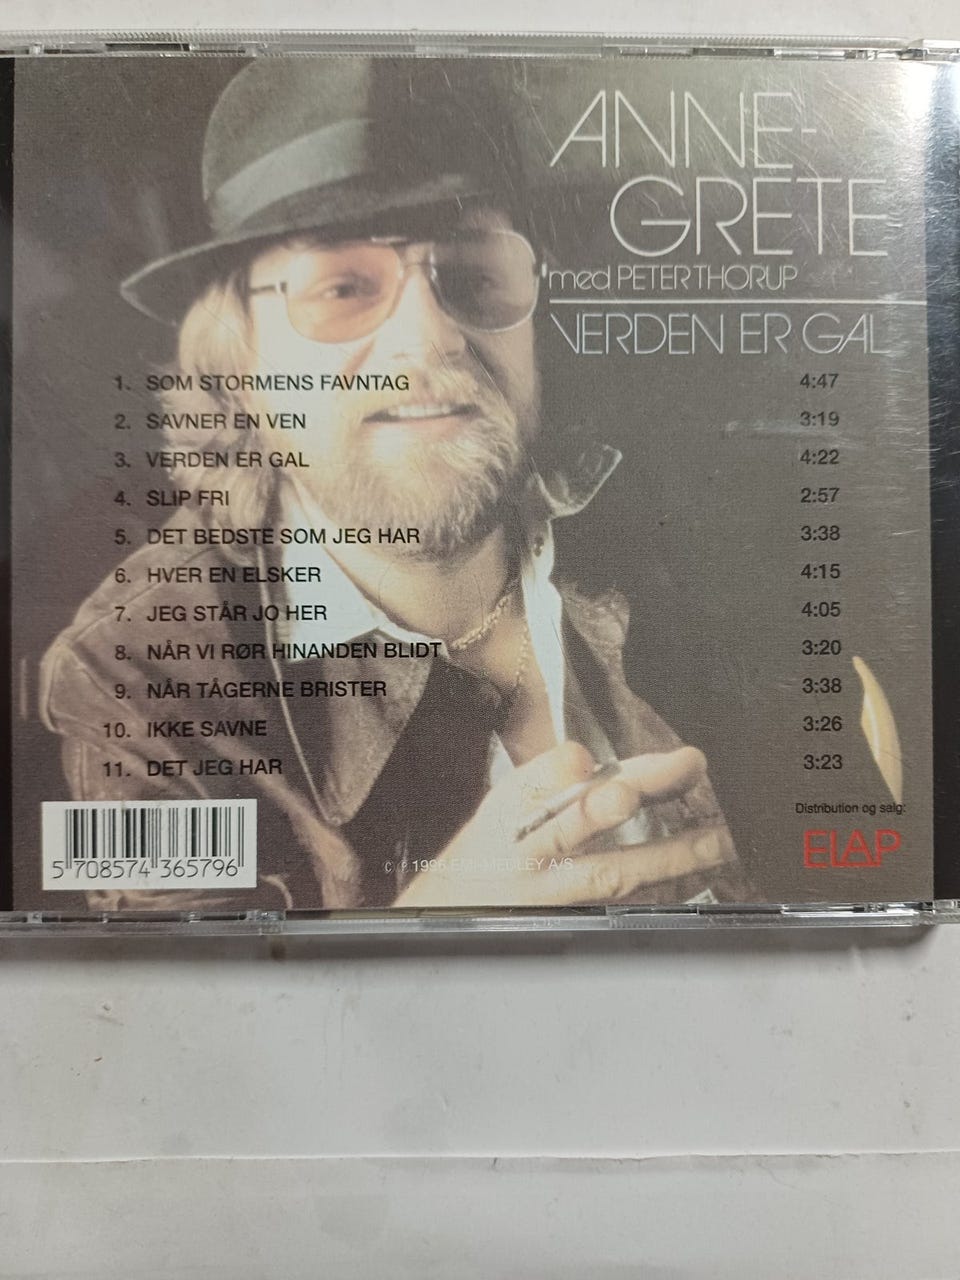 ANNE-
GRETE
med PETER THORUP
VERDEN ER GAL
1. SOM STORMENS FAVNTAG 4:47
2. SAVNER EN VEN 3:19
3. VERDEN ER GAL 4:22
4. SLIP FRI 2:57
5. DET BEDSTE SOM JEG HAR 3:38
6. HVER EN ELSKER 4:15
7. JEG STÅR JO HER 4:05
8. NÅR VI RØR HINANDEN BLIDT 3:20
9. NÅR TÅGERNE BRISTER 3:38
10. IKKE SAVNE 3:26
11. DET JEG HAR 3:23
Distribution og salg:
ELAP
5 708574 365796
© ℗ 1996 EMI-MEDLEY A/S